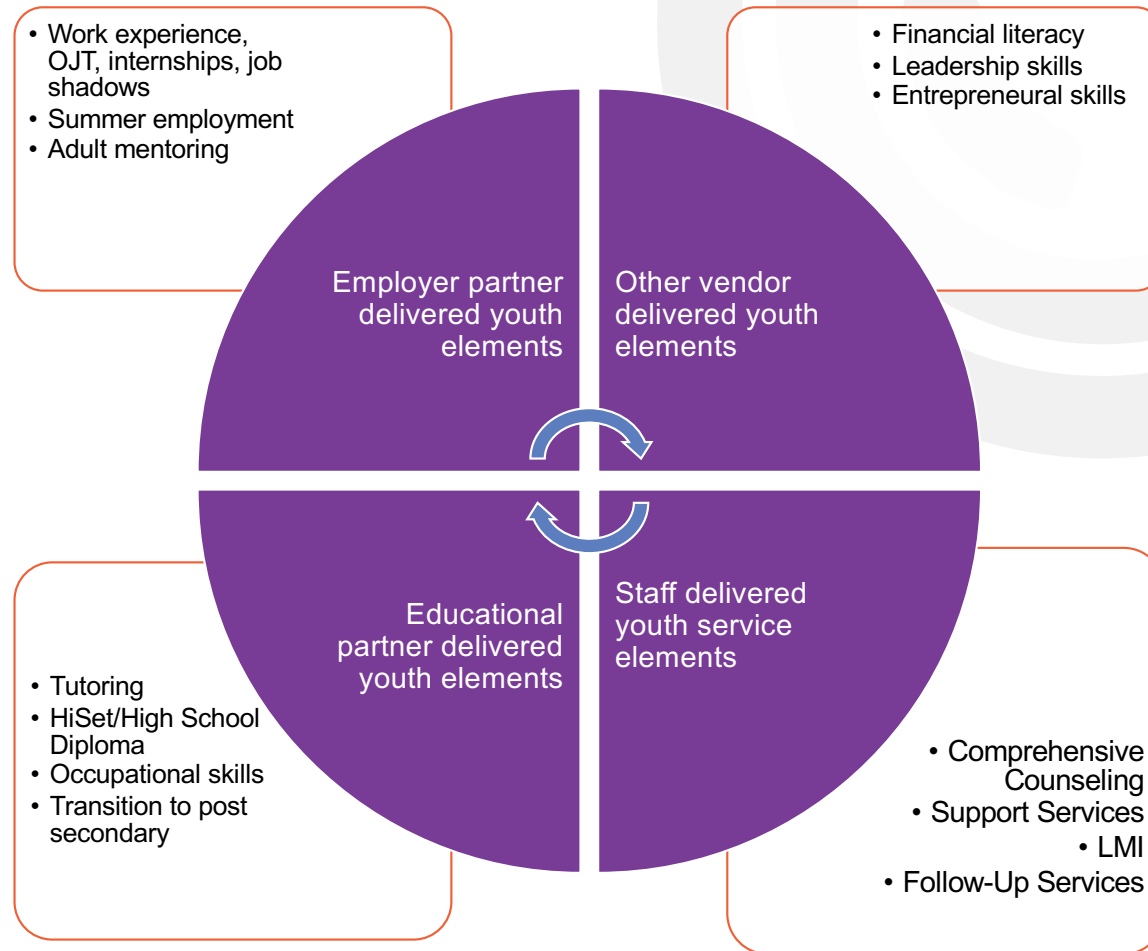 • Work experience,
OJT, internships, job
shadows
• Summer employment
• Adult mentoring
• Financial literacy
• Leadership skills
• Entrepneural skills
Employer partner
delivered youth
elements
Other vendor
delivered youth
elements
Educational
partner delivered
youth elements
Staff delivered
youth service
elements
• Tutoring
• HiSet/High School
Diploma
• Occupational skills
• Transition to post
secondary
• Comprehensive
Counseling
• Support Services
• LMI
• Follow-Up Services